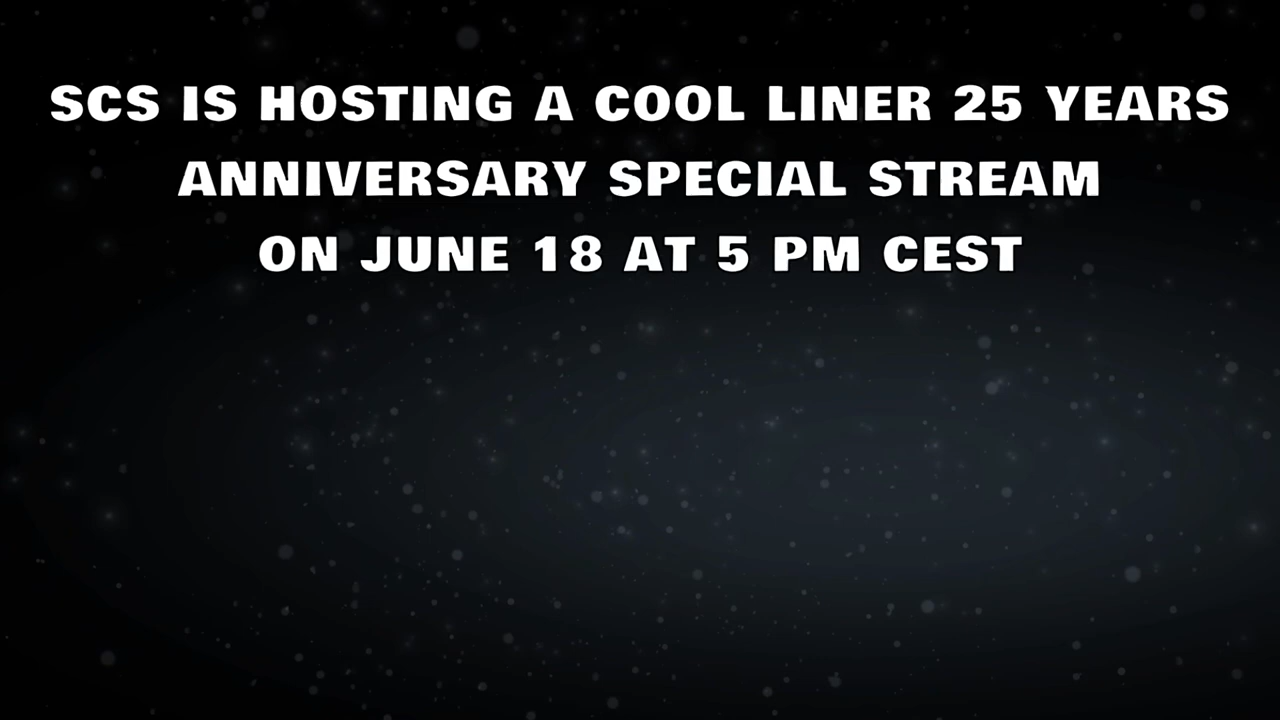 SCS IS HOSTING A COOL LINER 25 YEARS
ANNIVERSARY SPECIAL STREAM
ON JUNE 18 AT 5 PM CEST